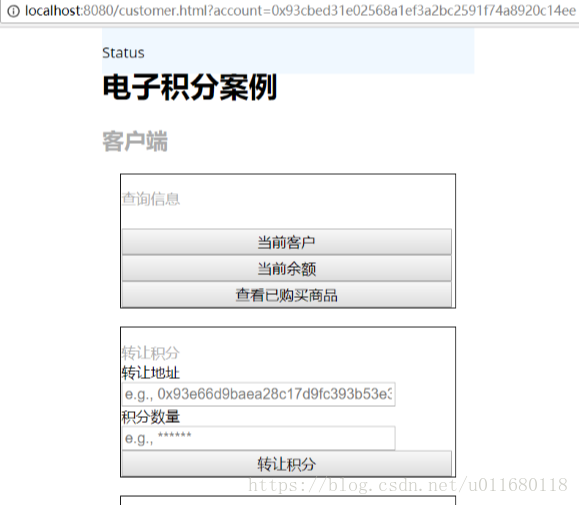 localhost:8080/customer.html?account=0x93cbed31e02568a1ef3a2bc2591f74a8920c14ee
Status
电子积分案例
客户端
查询信息
当前客户
当前余额
查看已购买商品
转让积分
转让地址
e.g., 0x93e66d9baea28c17d9fc393b53e3
积分数量
e.g., ******
转让积分
https://blog.csdn.net/u011680118